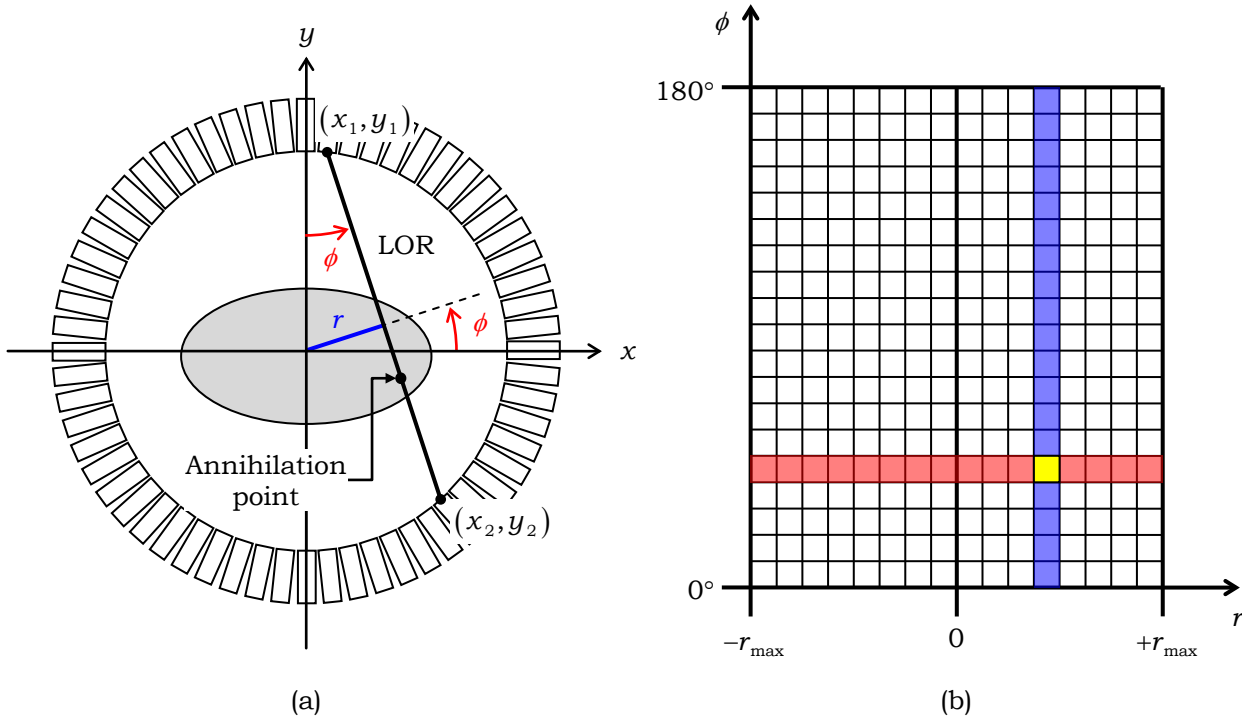 y
(x₁, y₁)
ϕ
LOR
r
ϕ
x
Annihilation
point
(x₂, y₂)
(a)
ϕ
180°
0°
r
−rₘₐₓ
0
+rₘₐₓ
(b)